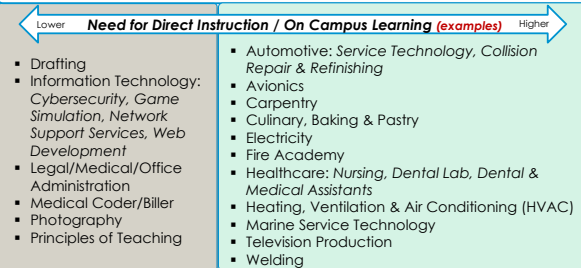 Lower Need for Direct Instruction / On Campus Learning (examples) Higher
▪ Drafting
▪ Information Technology:
Cybersecurity, Game
Simulation, Network
Support Services, Web
Development
▪ Legal/Medical/Office
Administration
▪ Medical Coder/Biller
▪ Photography
▪ Principles of Teaching
▪ Automotive: Service Technology, Collision
Repair & Refinishing
▪ Avionics
▪ Carpentry
▪ Culinary, Baking & Pastry
▪ Electricity
▪ Fire Academy
▪ Healthcare: Nursing, Dental Lab, Dental &
Medical Assistants
▪ Heating, Ventilation & Air Conditioning (HVAC)
▪ Marine Service Technology
▪ Television Production
▪ Welding